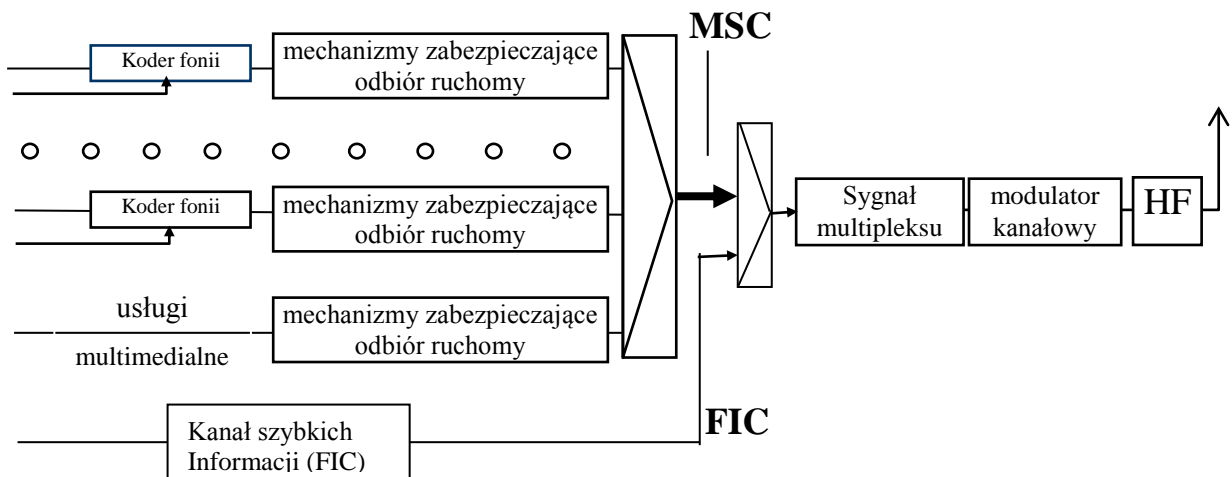 MSC
Koder fonii
mechanizmy zabezpieczające
odbiór ruchomy
Koder fonii
mechanizmy zabezpieczające
odbiór ruchomy
Sygnał
multipleksu
modulator
kanałowy
HF
usługi
multimedialne
mechanizmy zabezpieczające
odbiór ruchomy
FIC
Kanał szybkich
Informacji (FIC)